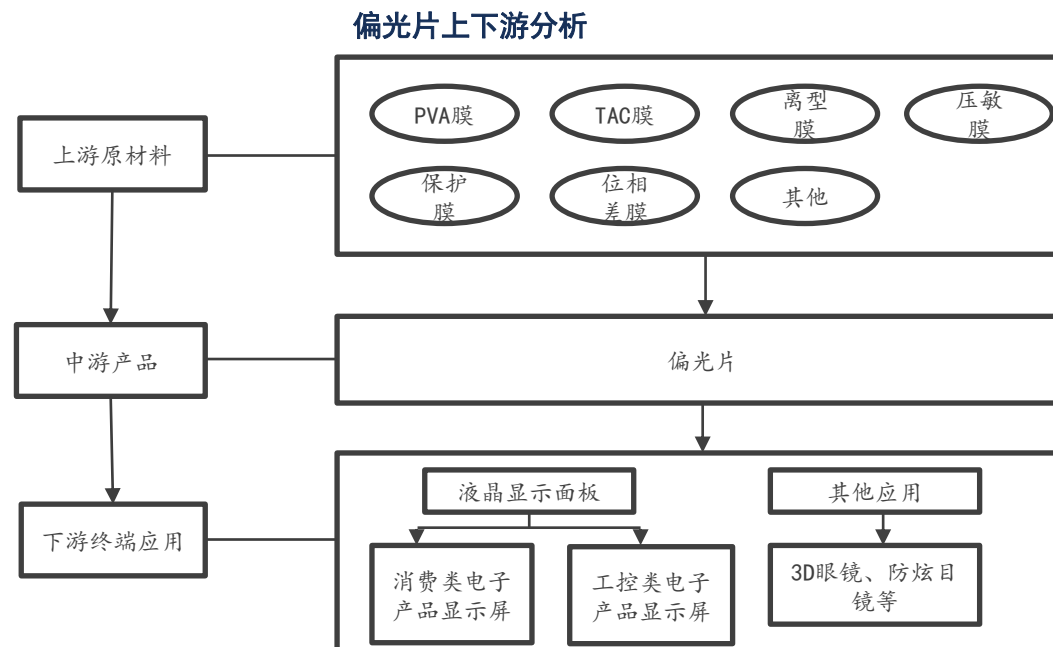 偏光片上下游分析
上游原材料
PVA膜
TAC膜
离型
膜
压敏
膜
保护
膜
位相
差膜
其他
中游产品
偏光片
下游终端应用
液晶显示面板
其他应用
消费类电子
产品显示屏
工控类电子
产品显示屏
3D眼镜、防炫目
镜等